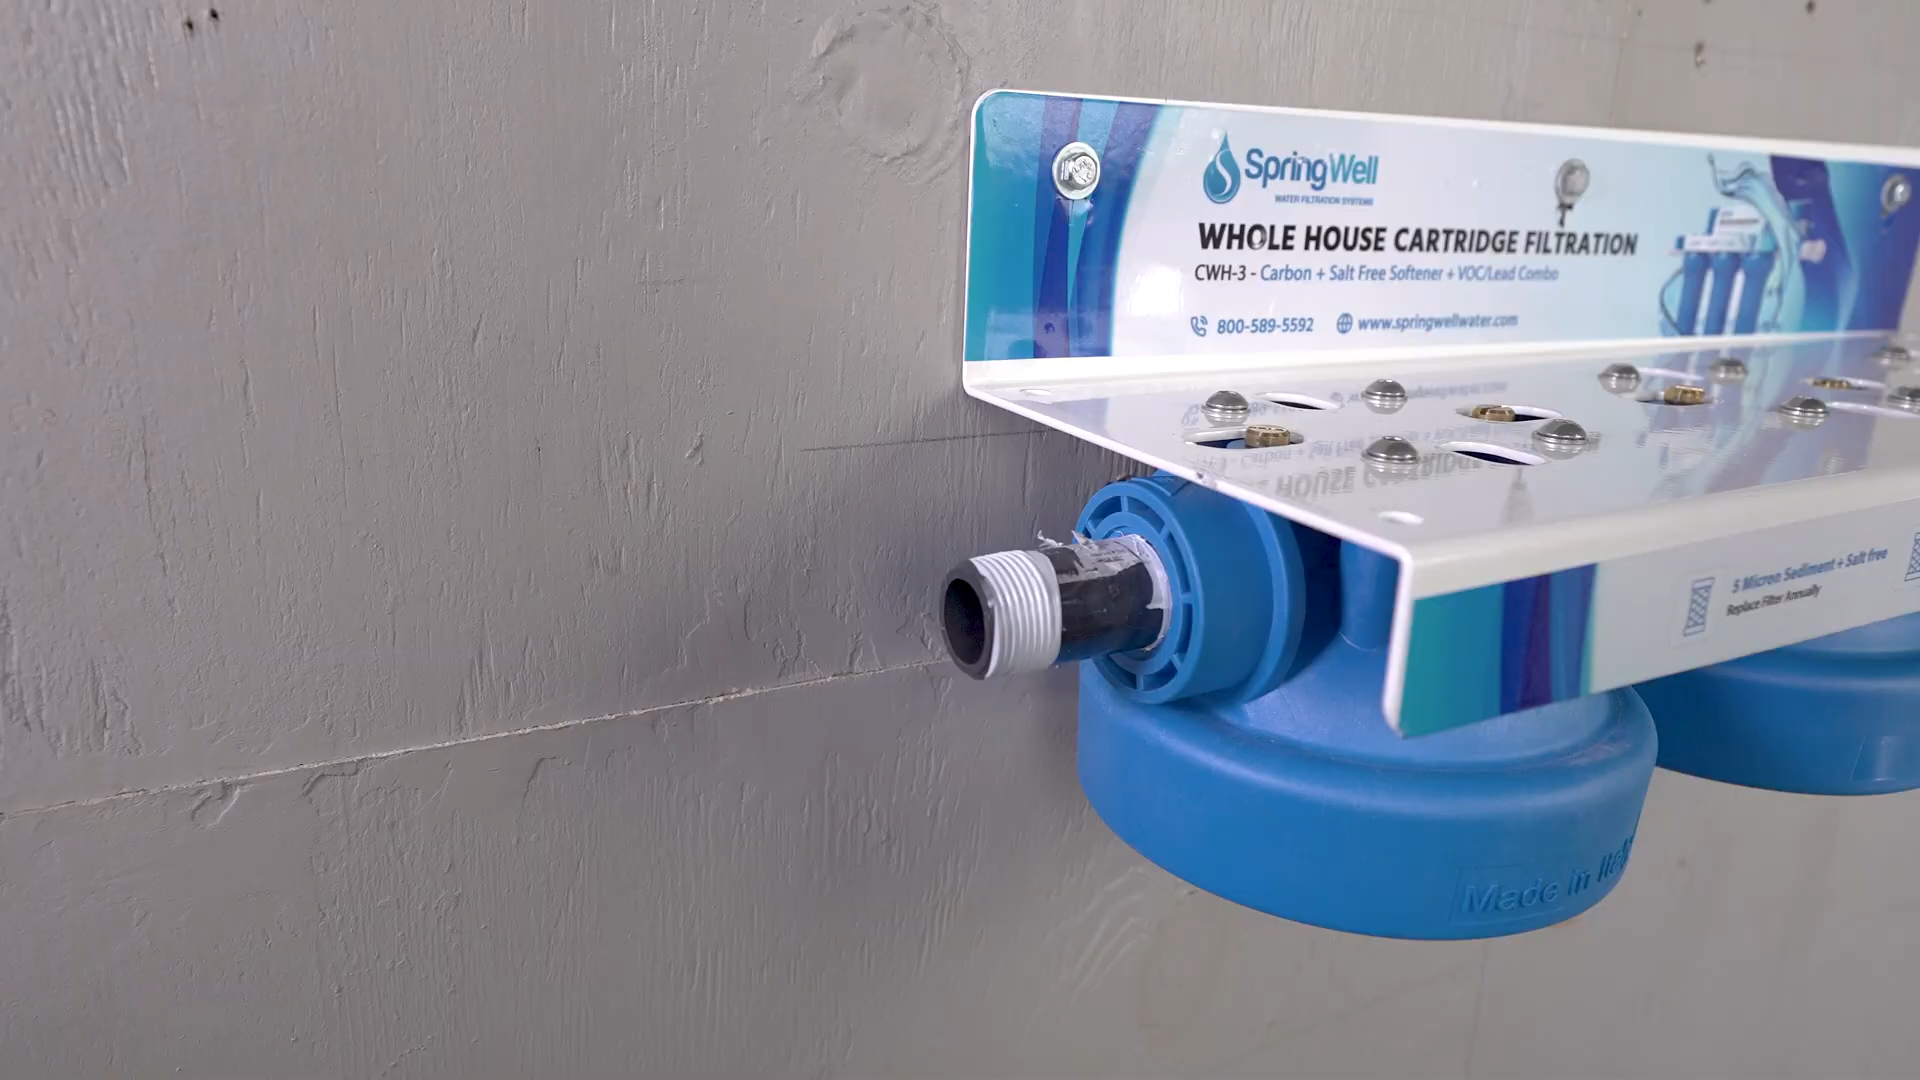 SpringWell
WATER FILTRATION SYSTEMS
WHOLE HOUSE CARTRIDGE FILTRATION
CWH-3 - Carbon + Salt Free Softener + VOC/Lead Combo
800-589-5592 www.springwellwater.com
5 Micron Sediment + Salt free
Replace Filter Annually
Made in